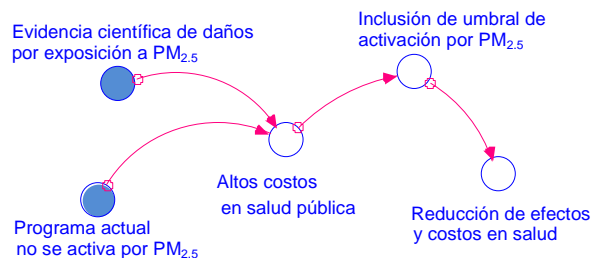 Evidencia científica de daños
por exposición a PM2.5
Inclusión de umbral de
activación por PM2.5
Altos costos
en salud pública
Programa actual
no se activa por PM2.5
Reducción de efectos
y costos en salud